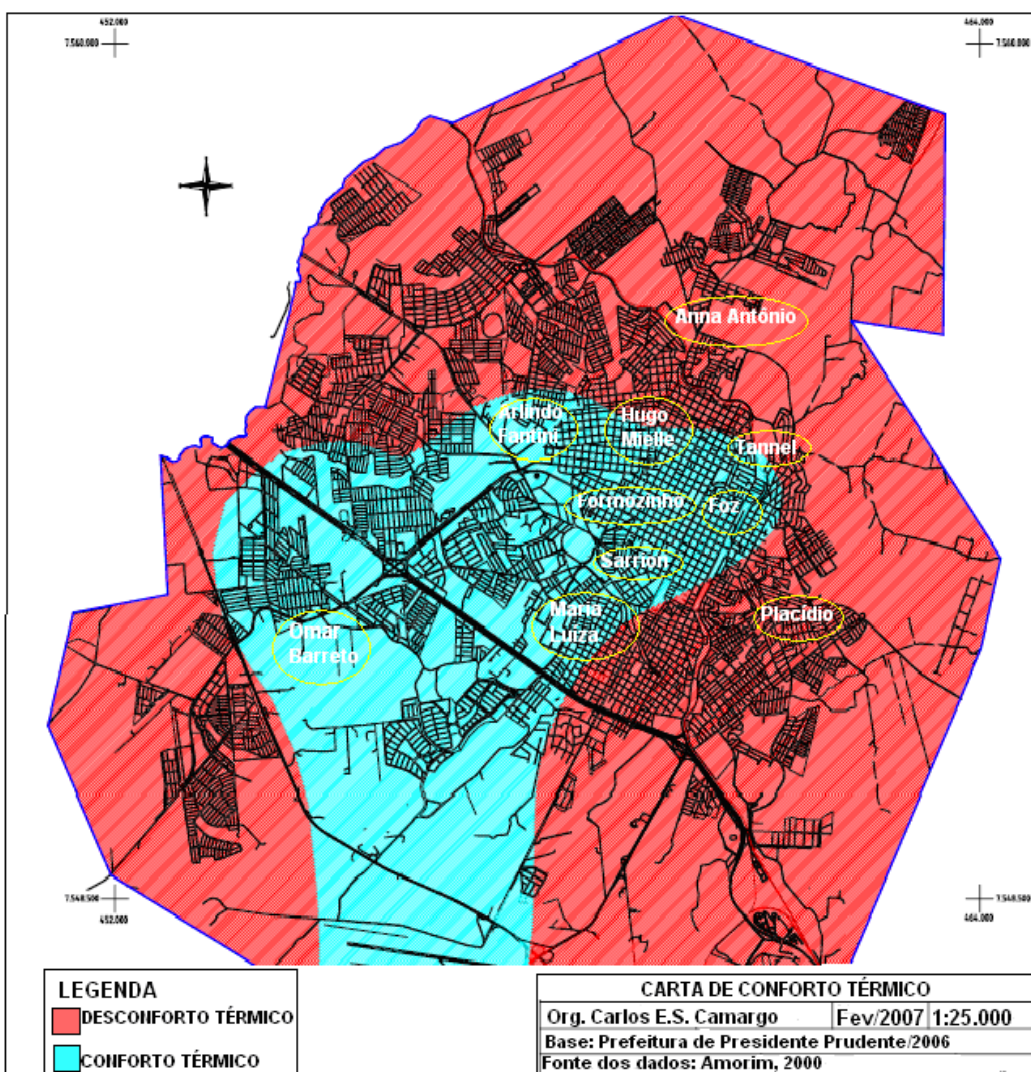 452.000
464.000
7.560.000
7.560.000
Anna Antônio
Arlindo
Fantini
Hugo
Mielle
Tannel
Formozinho
Foz
Sarrion
Maria
Luiza
Placídio
Omar
Barreto
7.548.500
7.548.500
452.000
464.000
LEGENDA
DESCONFORTO TÉRMICO
CONFORTO TÉRMICO
CARTA DE CONFORTO TÉRMICO
Org. Carlos E.S. Camargo Fev/2007 1:25.000
Base: Prefeitura de Presidente Prudente/2006
Fonte dos dados: Amorim, 2000